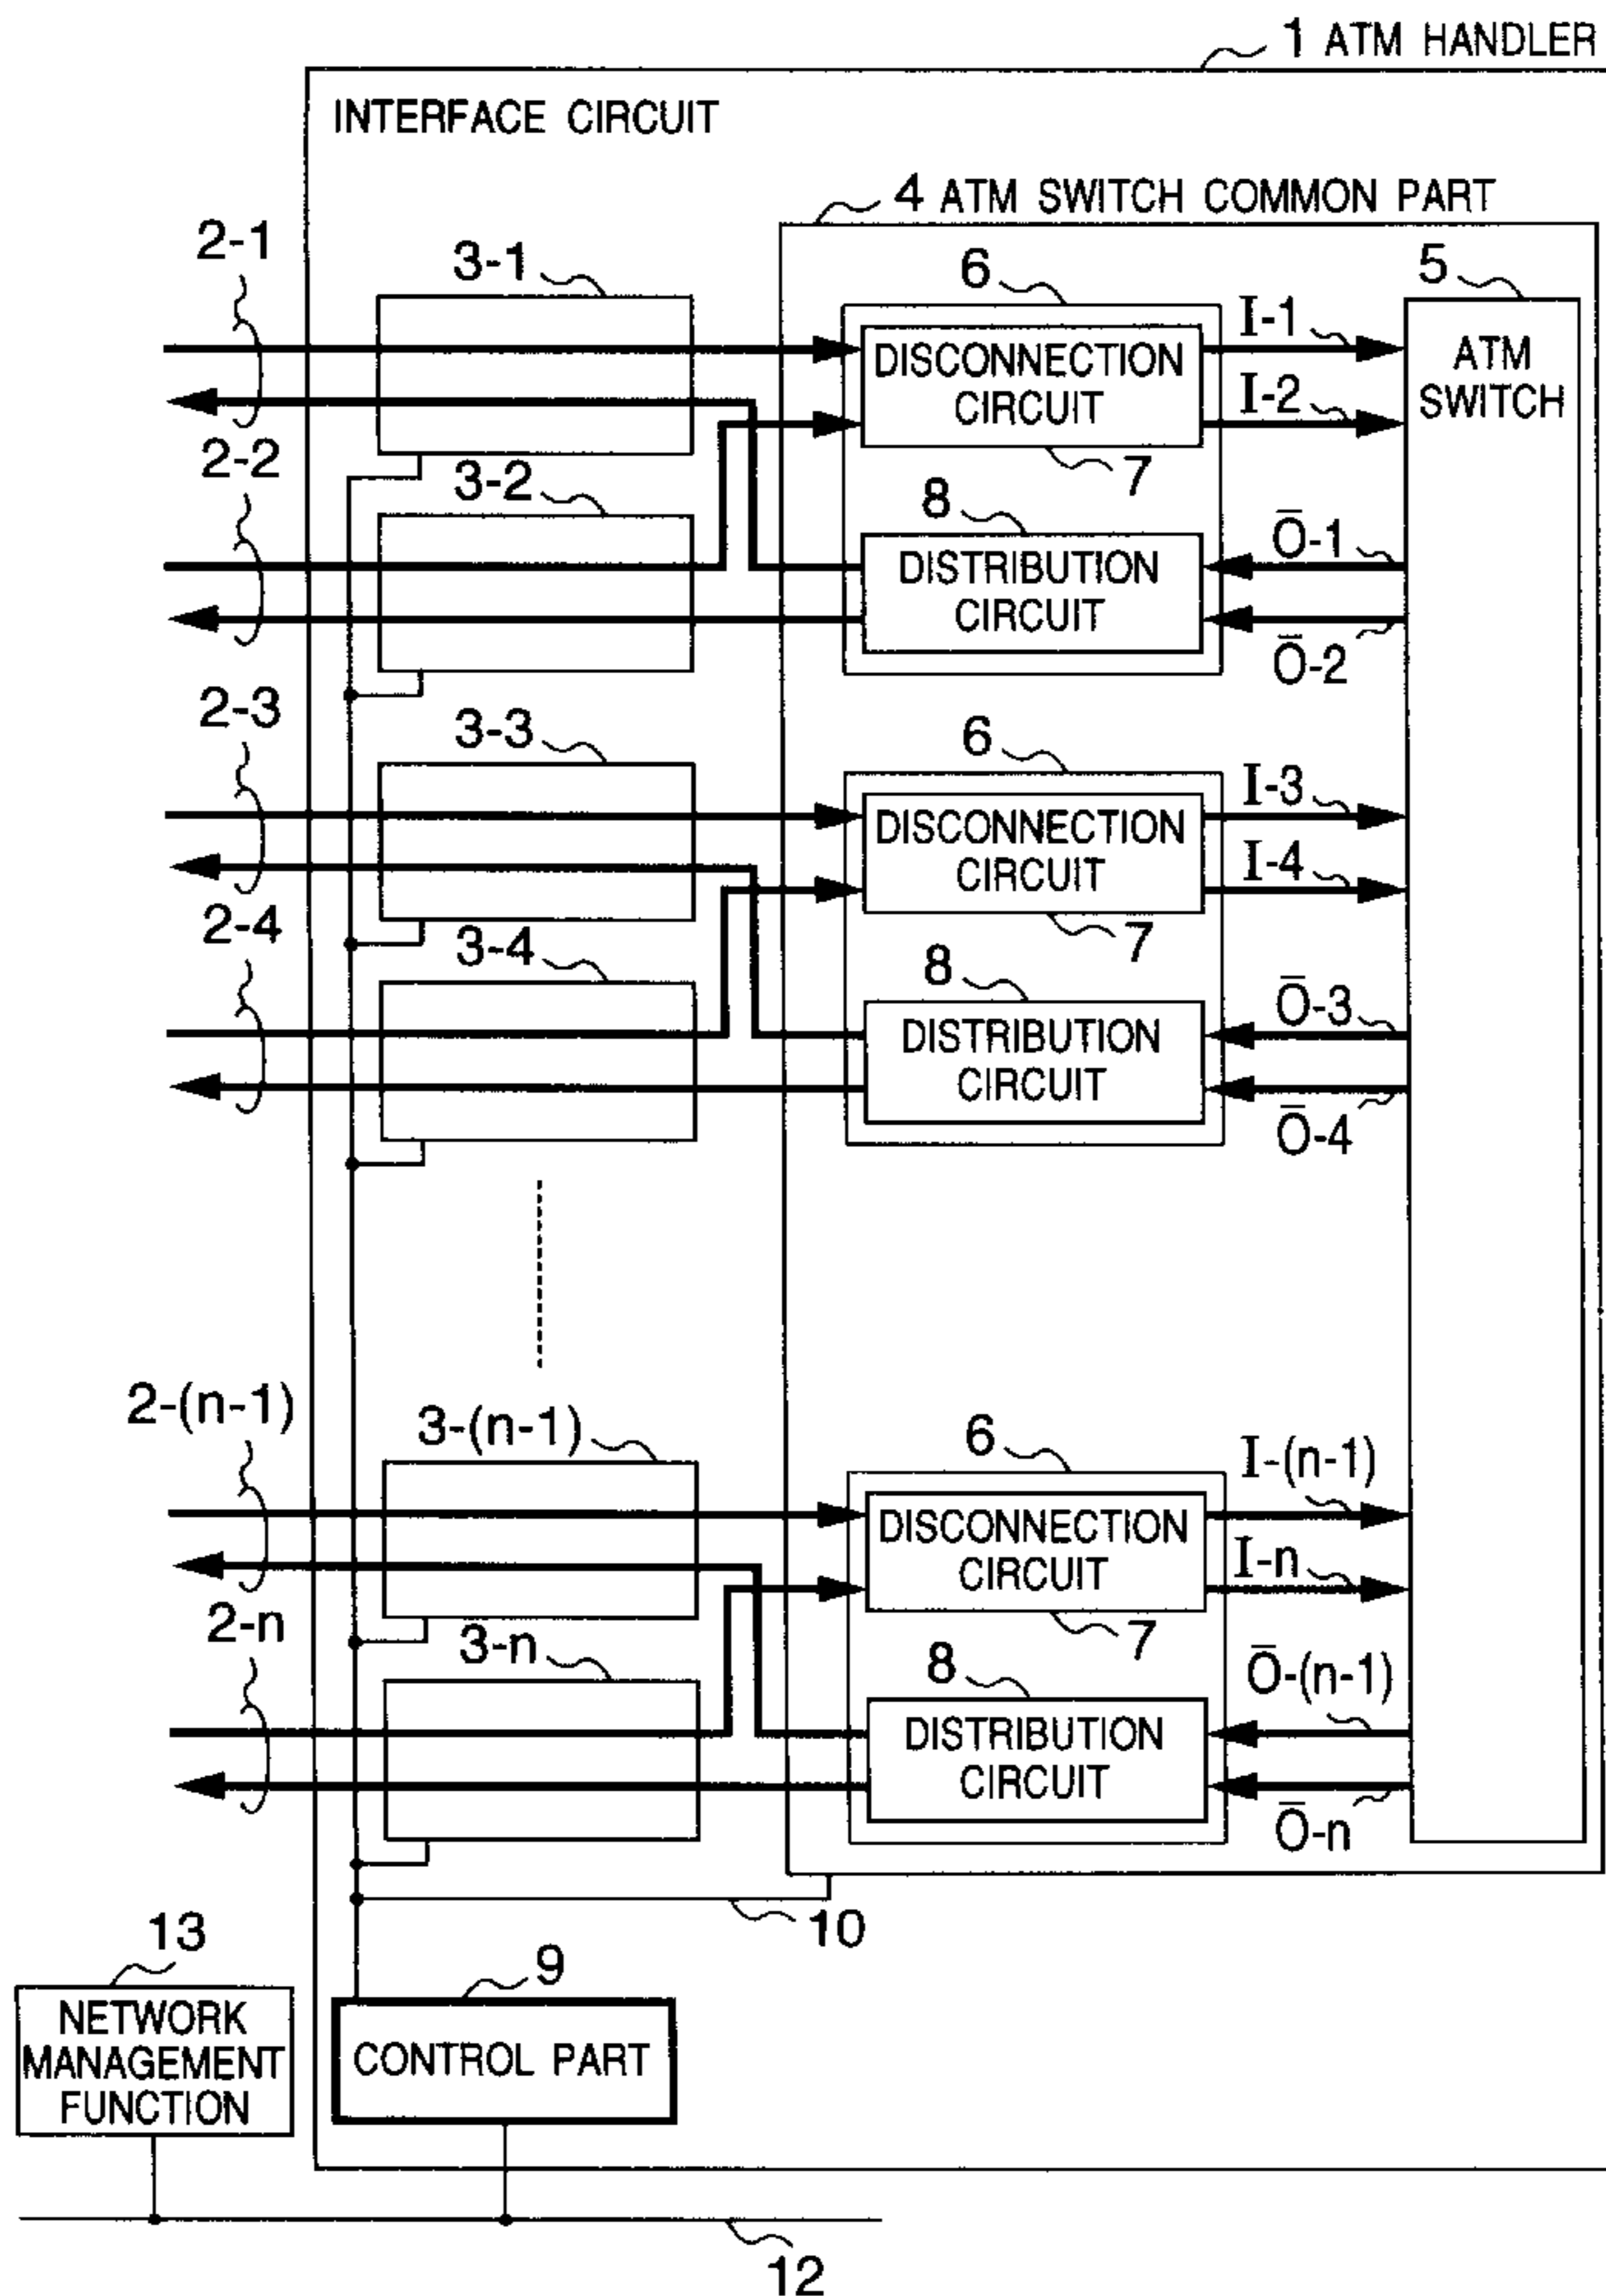 1 ATM HANDLER
INTERFACE CIRCUIT
4 ATM SWITCH COMMON PART
2-1
3-1
6
5
I-1
DISCONNECTION
CIRCUIT
ATM
SWITCH
I-2
2-2
3-2
7
8
Ō-1
DISTRIBUTION
CIRCUIT
Ō-2
2-3
3-3
6
I-3
DISCONNECTION
CIRCUIT
I-4
2-4
3-4
7
8
Ō-3
DISTRIBUTION
CIRCUIT
Ō-4
2-(n-1)
3-(n-1)
6
I-(n-1)
DISCONNECTION
CIRCUIT
I-n
2-n
3-n
7
8
Ō-(n-1)
DISTRIBUTION
CIRCUIT
Ō-n
10
13
9
NETWORK
MANAGEMENT
FUNCTION
CONTROL PART
12